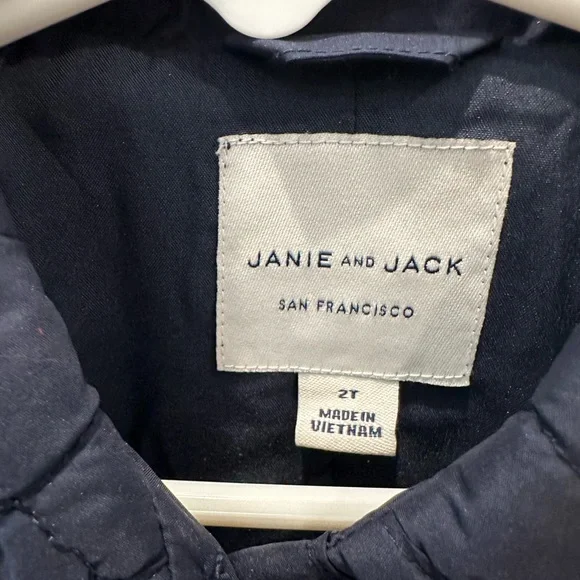 JANIE AND JACK
SAN FRANCISCO
2T
MADE IN
VIETNAM